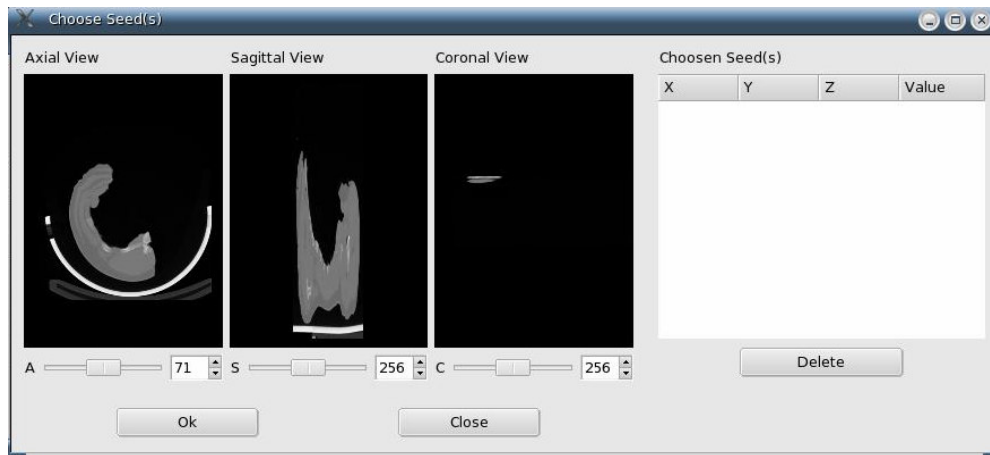 Choose Seed(s)
Axial View
Sagittal View
Coronal View
Choosen Seed(s)
X Y Z Value
A 71 S 256 C 256
Delete
Ok Close